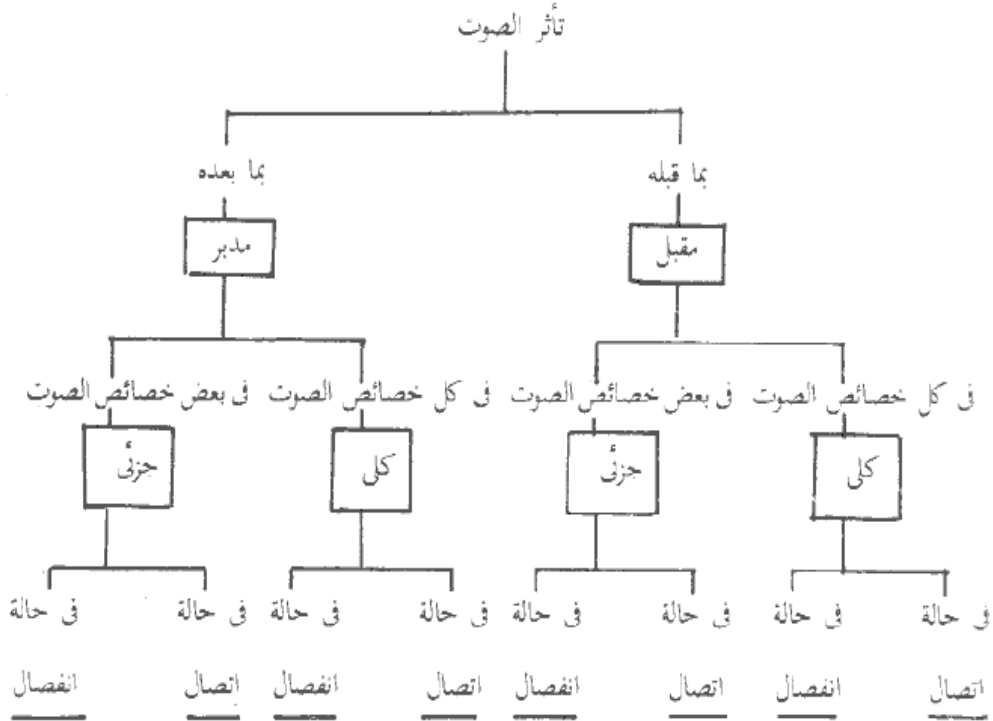 تأثر الصوت
بما قبله بما بعده
مقبل مدبر
فى كل خصائص الصوت فى بعض خصائص الصوت فى كل خصائص الصوت فى بعض خصائص الصوت
كلى جزئى كلى جزئى
فى حالة فى حالة فى حالة فى حالة فى حالة فى حالة فى حالة فى حالة
اتصال انفصال اتصال انفصال اتصال انفصال اتصال انفصال